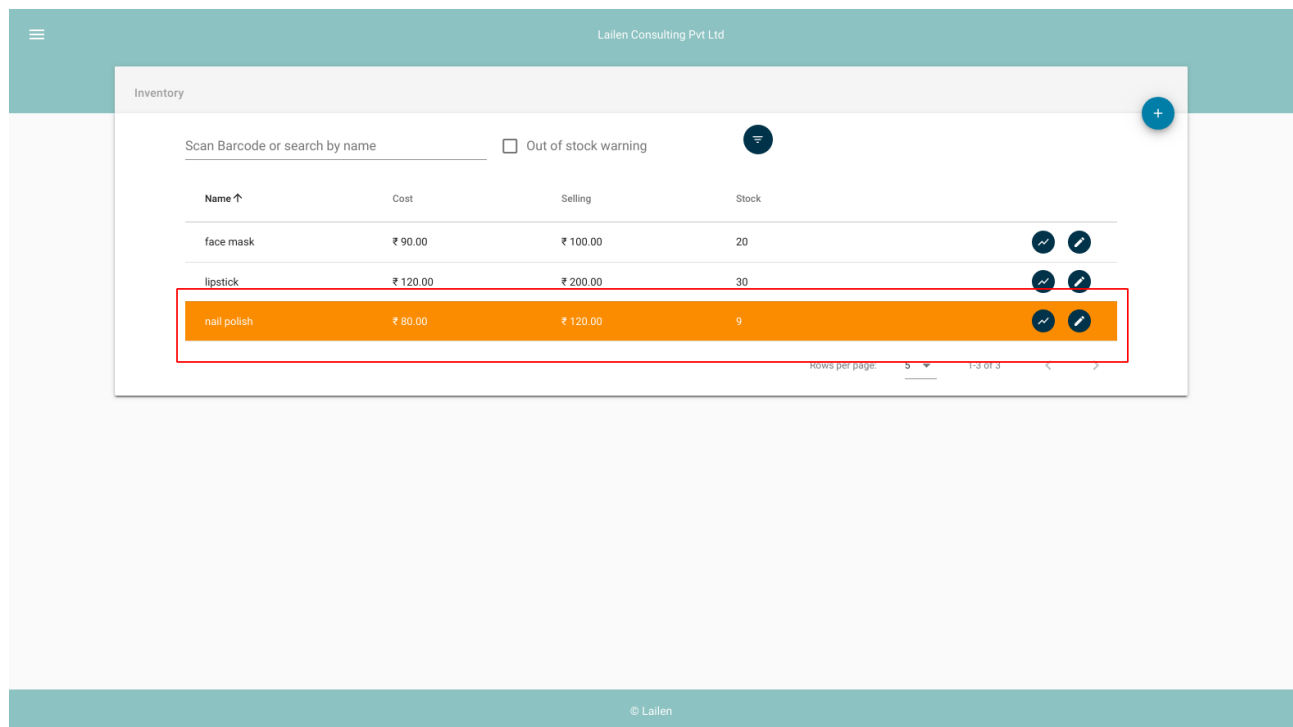 Lailen Consulting Pvt Ltd
Inventory
Scan Barcode or search by name Out of stock warning
Name Cost Selling Stock
face mask ₹ 90.00 ₹ 100.00 20
lipstick ₹ 120.00 ₹ 200.00 30
nail polish ₹ 80.00 ₹ 120.00 9
Rows per page: 5 1-3 of 3
© Lailen